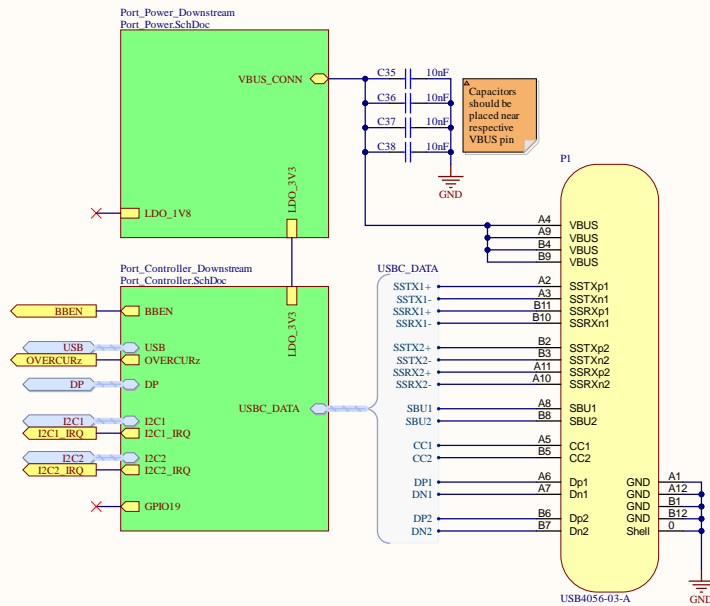 Port_Power_Downstream
Port_Power.SchDoc
VBUS_CONN
LDO_3V3
LDO_1V8
C35 10nF
C36 10nF
C37 10nF
C38 10nF
GND
Capacitors
should be
placed near
respective
VBUS pin
Port_Controller_Downstream
Port_Controller.SchDoc
LDO_3V3
BBEN BBEN
USB USB
OVERCURz OVERCURz
DP DP
USBC_DATA
I2C1 I2C1
I2C1_IRQ I2C1_IRQ
I2C2 I2C2
I2C2_IRQ I2C2_IRQ
GPIO19
USBC_DATA
P1
A4 VBUS
A9 VBUS
B4 VBUS
B9 VBUS
SSTX1+ A2 SSTXp1
SSTX1- A3 SSTXn1
SSRX1+ B11 SSRXp1
SSRX1- B10 SSRXn1
SSTX2+ B2 SSTXp2
SSTX2- B3 SSTXn2
SSRX2+ A11 SSRXp2
SSRX2- A10 SSRXn2
SBU1 A8 SBU1
SBU2 B8 SBU2
CC1 A5 CC1
CC2 B5 CC2
DP1 A6 Dp1 GND A1
DN1 A7 Dn1 GND A12
GND B1
DP2 B6 Dp2 GND B12
DN2 B7 Dn2 Shell 0
USB4056-03-A
GND